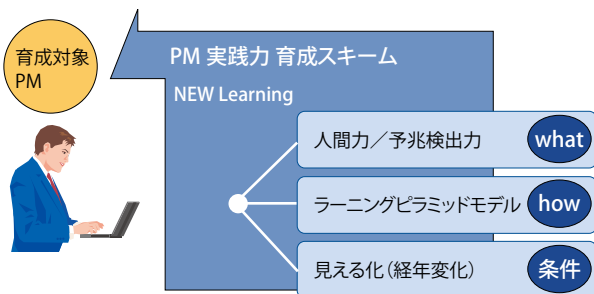 育成対象
PM
PM 実践力 育成スキーム
NEW Learning
人間力／予兆検出力
what
ラーニングピラミッドモデル
how
見える化（経年変化）
条件